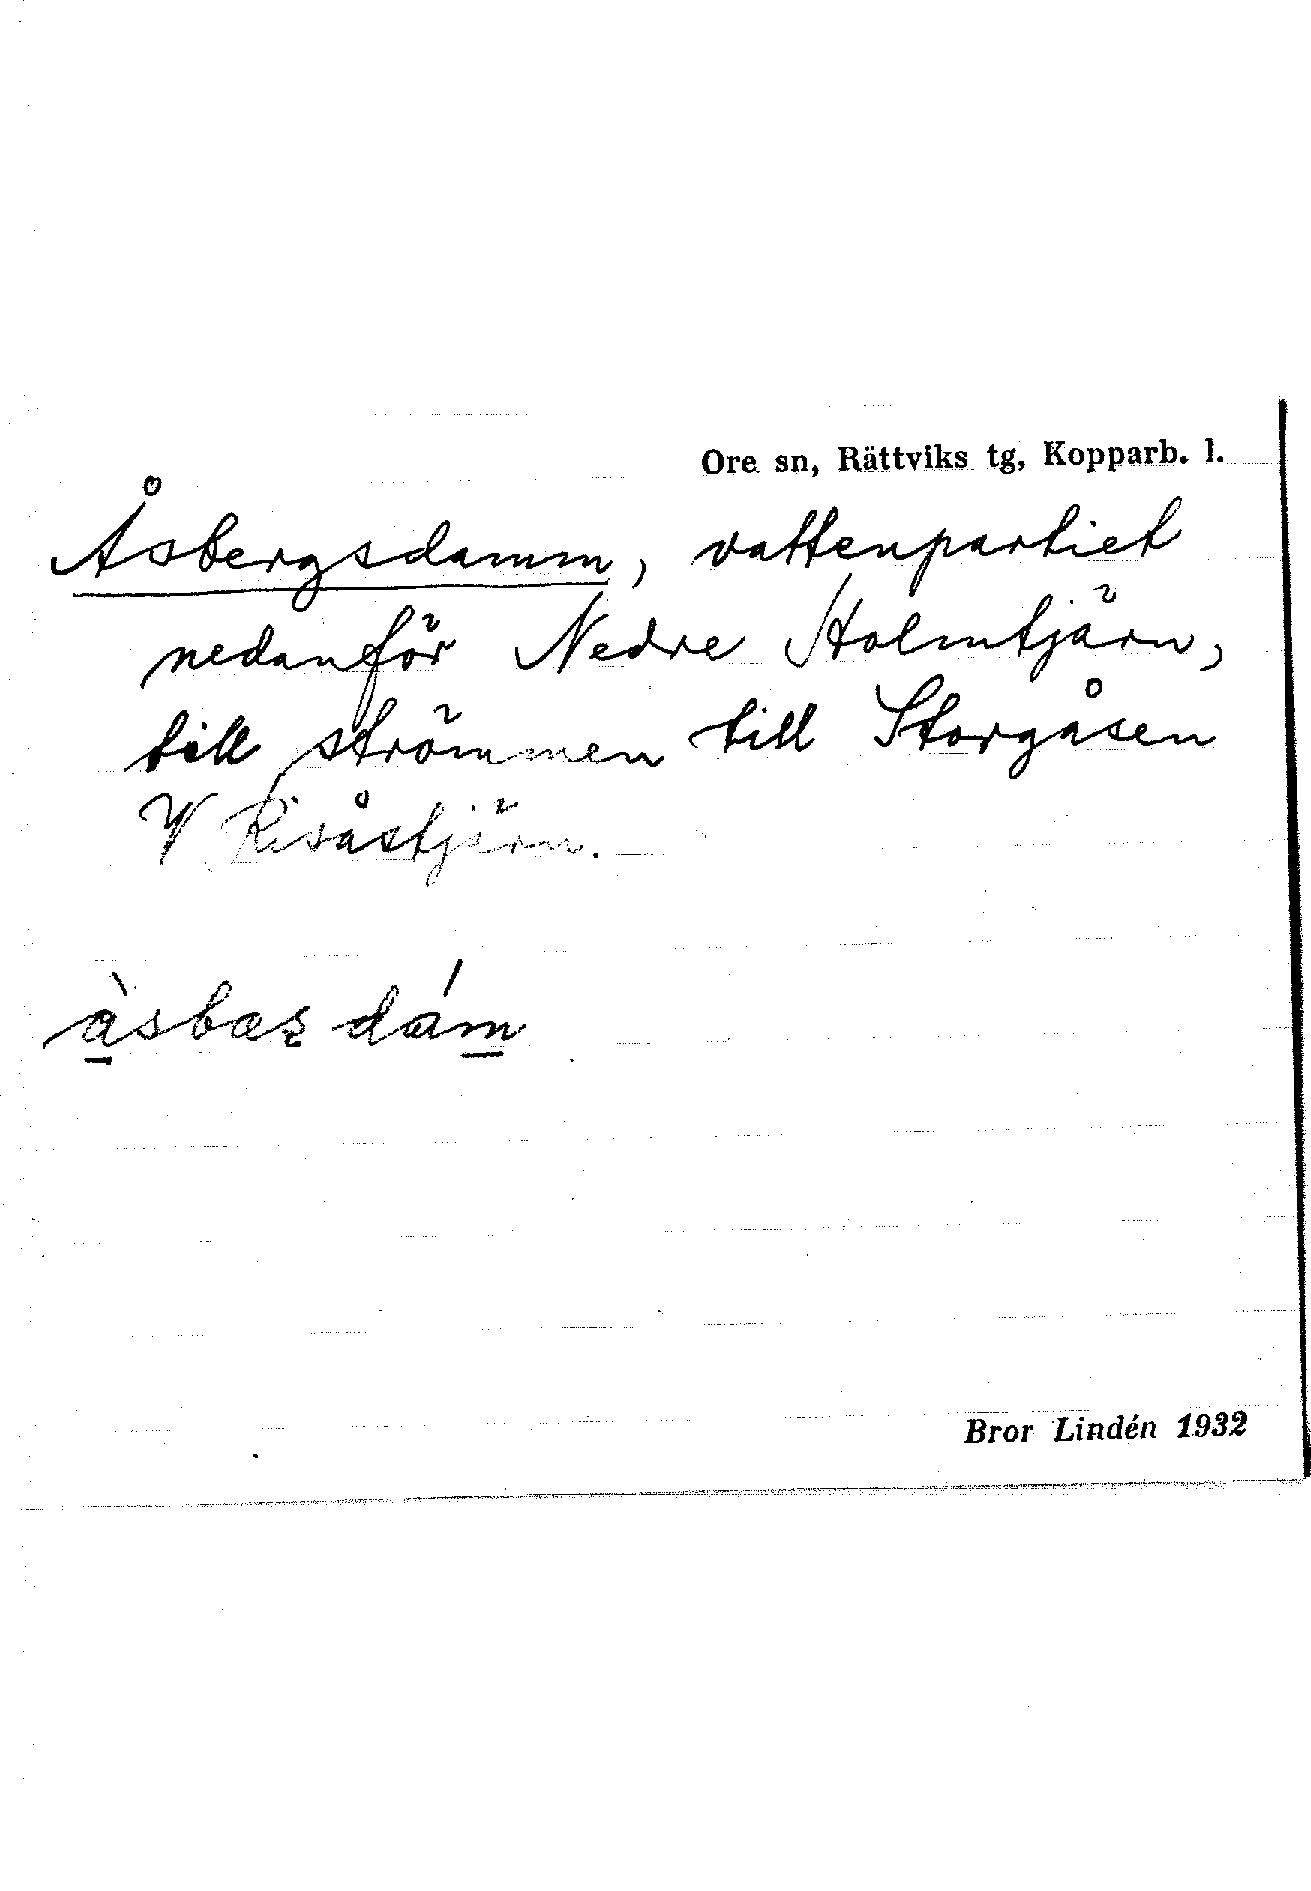 Ore sn, Rättviks tg, Kopparb. l.
Åsbergsdamm, vattenpartiet
nedanför Nedre Holmtjärn,
till strömmen till Storgåsen
V Risåstjärn.
àsbæs dám
Bror Lindén 1932